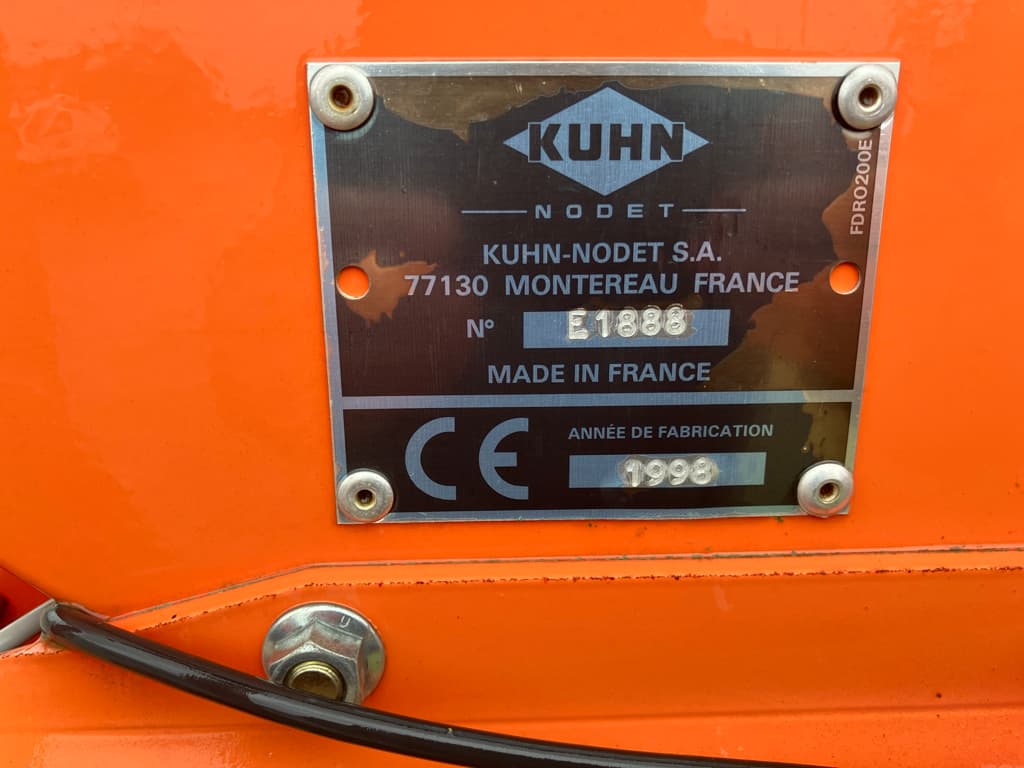 KUHN
NODET
KUHN-NODET S.A.
77130 MONTEREAU FRANCE
N° E1888
MADE IN FRANCE
CE
ANNÉE DE FABRICATION
1998
FDRO200E